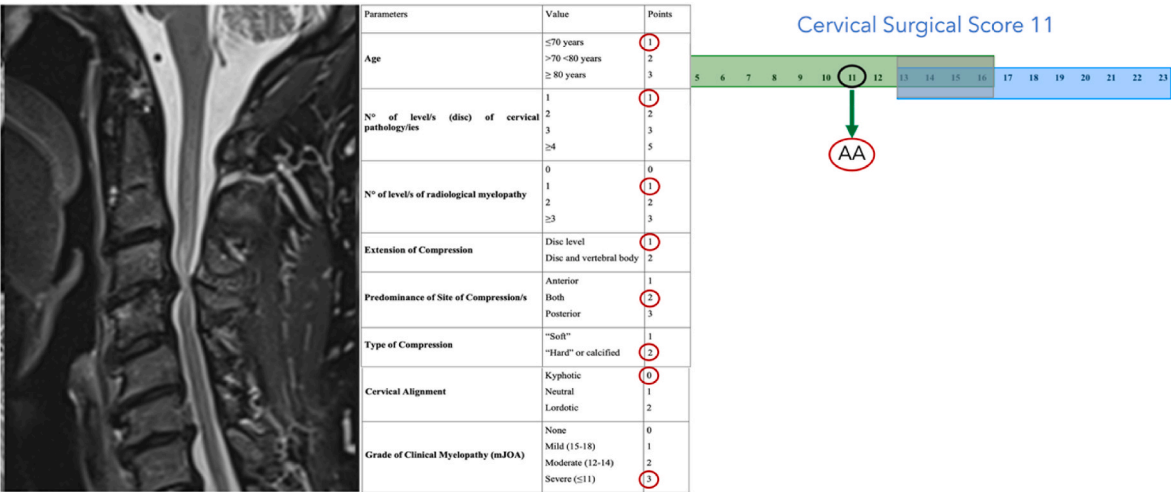 Parameters Value Points
Age
≤70 years 1
>70 <80 years 2
≥ 80 years 3
N° of level/s (disc) of cervical
pathology/ies
1 1
2 2
3 3
≥4 5
N° of level/s of radiological myelopathy
0 0
1 1
2 2
≥3 3
Extension of Compression
Disc level 1
Disc and vertebral body 2
Predominance of Site of Compression/s
Anterior 1
Both 2
Posterior 3
Type of Compression
"Soft" 1
"Hard" or calcified 2
Cervical Alignment
Kyphotic 0
Neutral 1
Lordotic 2
Grade of Clinical Myelopathy (mJOA)
None 0
Mild (15-18) 1
Moderate (12-14) 2
Severe (≤11) 3
Cervical Surgical Score 11
5 6 7 8 9 10 11 12 13 14 15 16 17 18 19 20 21 22 23
AA